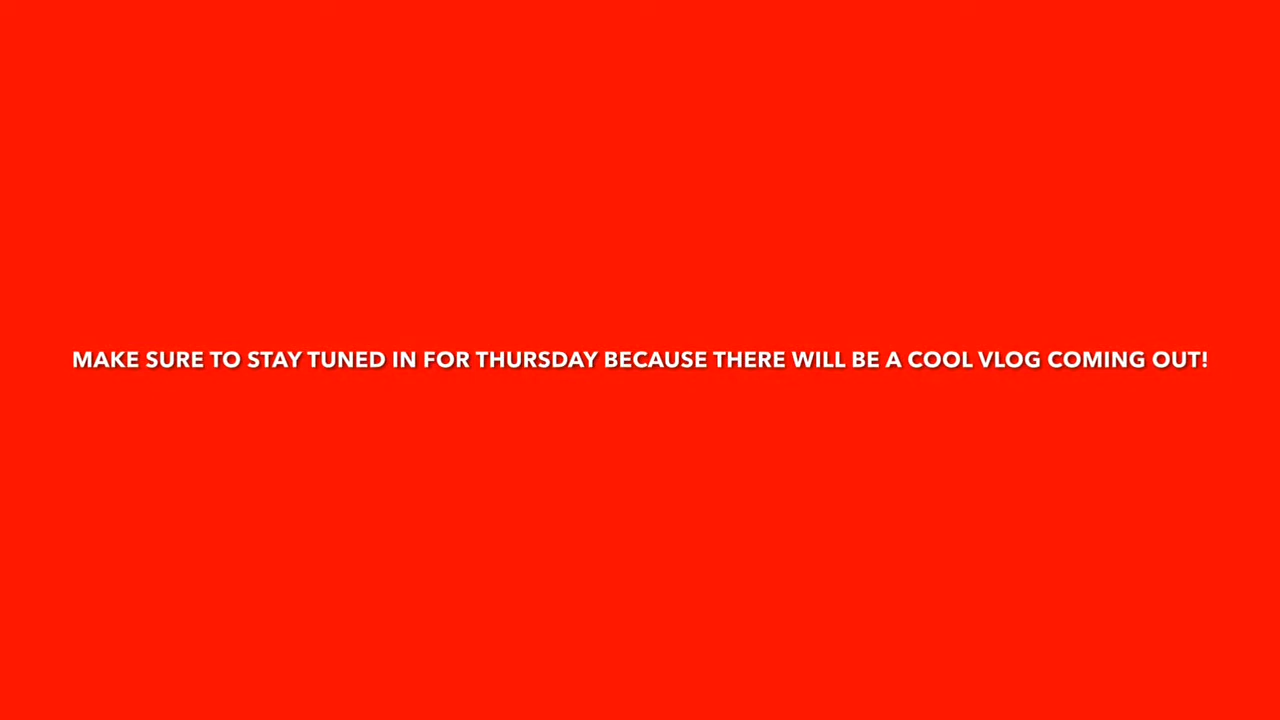 MAKE SURE TO STAY TUNED IN FOR THURSDAY BECAUSE THERE WILL BE A COOL VLOG COMING OUT!